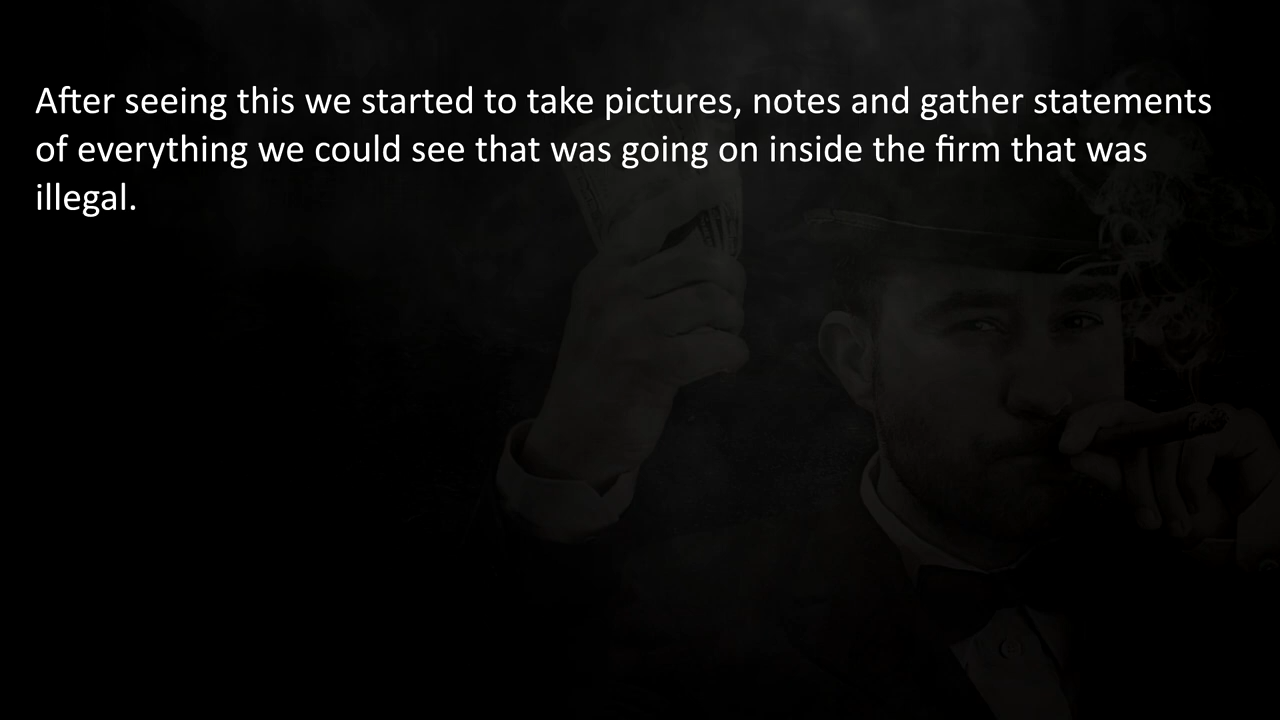 After seeing this we started to take pictures, notes and gather statements
of everything we could see that was going on inside the firm that was
illegal.